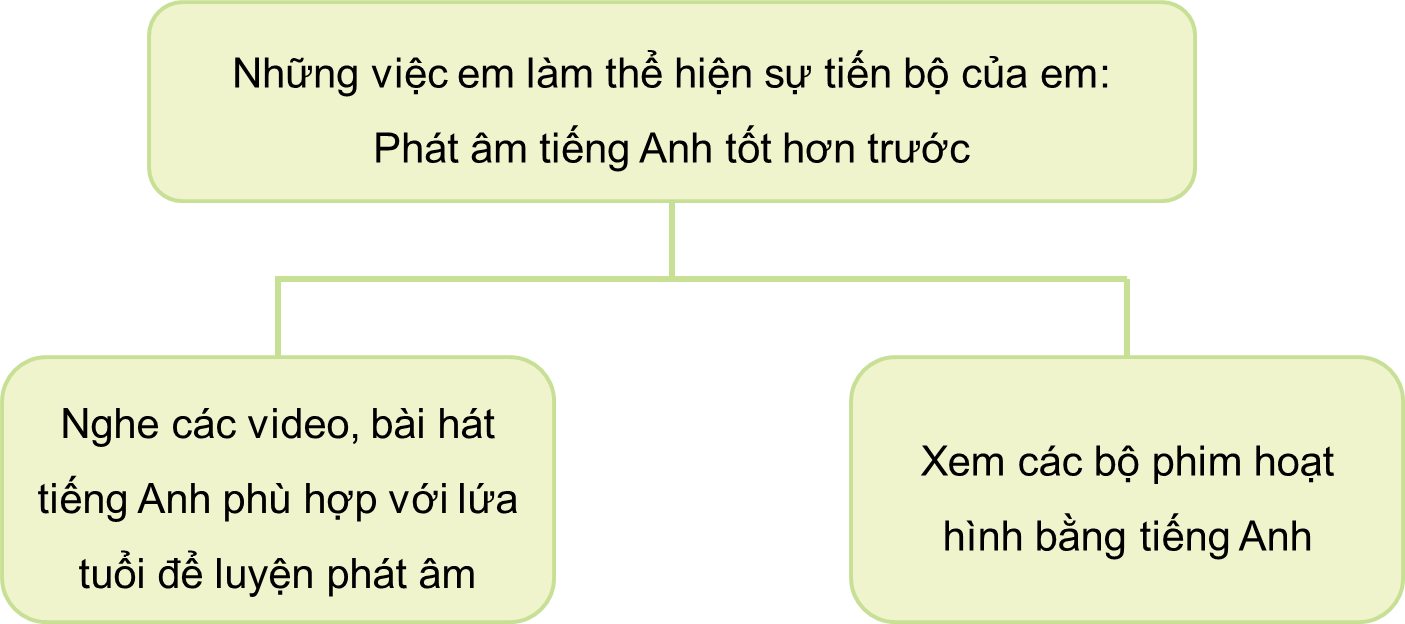 Những việc em làm thể hiện sự tiến bộ của em:
Phát âm tiếng Anh tốt hơn trước
Nghe các video, bài hát
tiếng Anh phù hợp với lứa
tuổi để luyện phát âm
Xem các bộ phim hoạt
hình bằng tiếng Anh